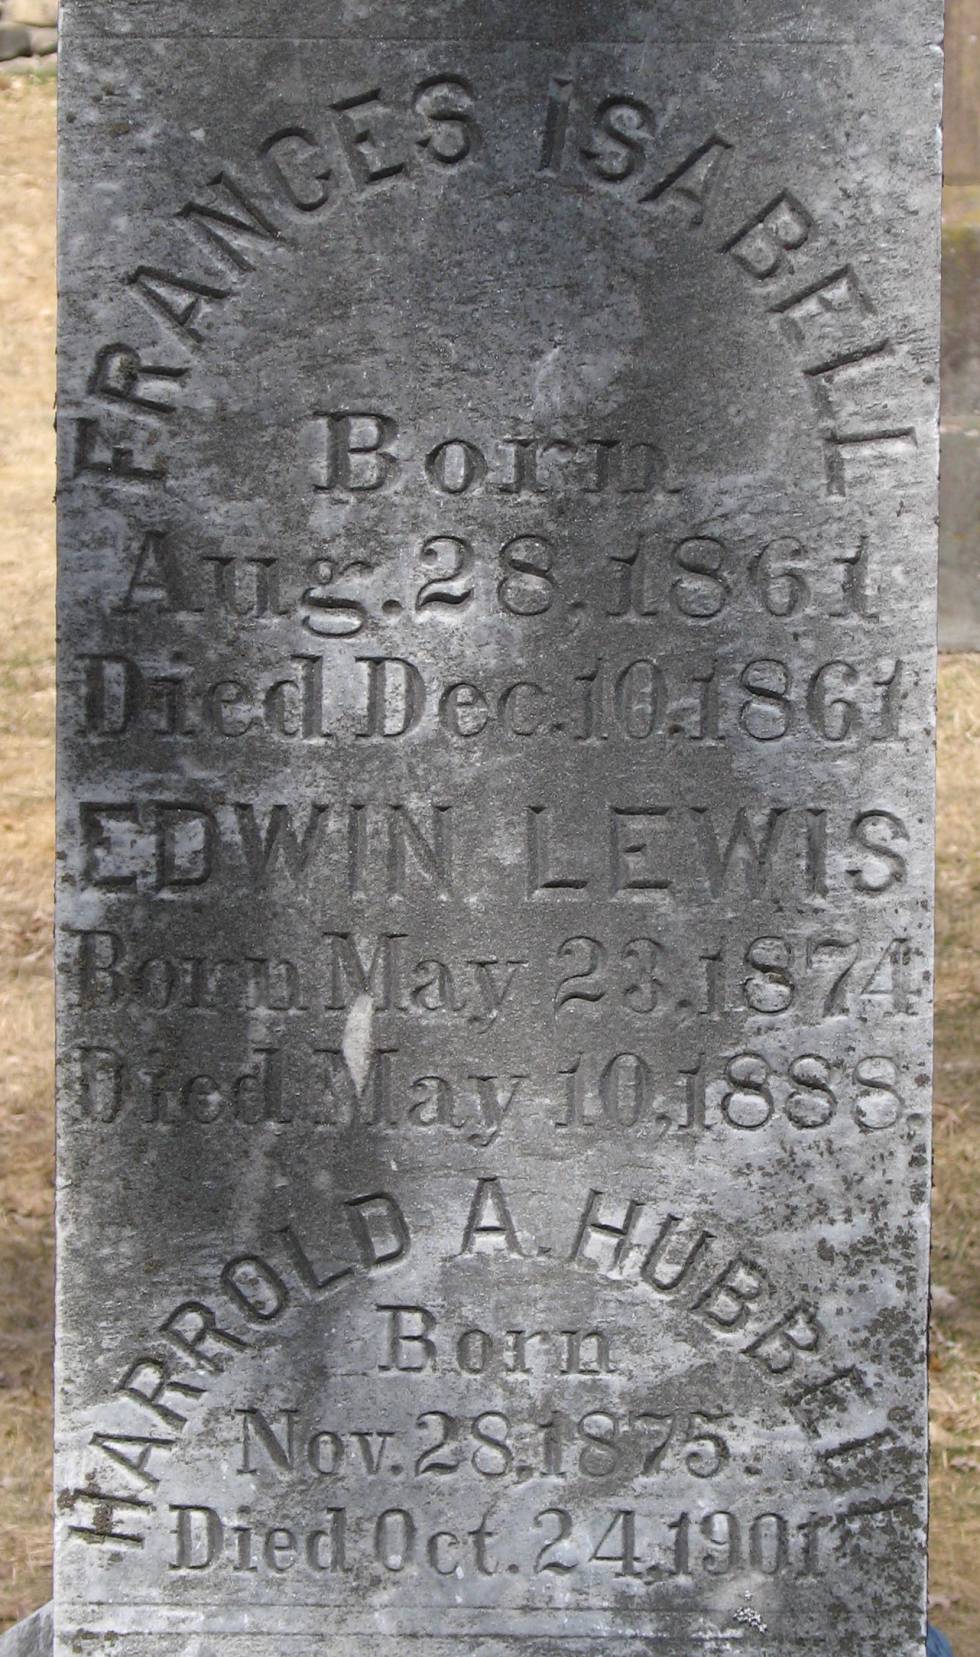 FRANCES ISABELL
Born
Aug. 28, 1861
Died Dec. 10, 1861
EDWIN LEWIS
Born May 23, 1874
Died May 10, 1888.
HARROLD A. HUBBELL
Born
Nov. 28, 1875.
Died Oct. 24, 1901